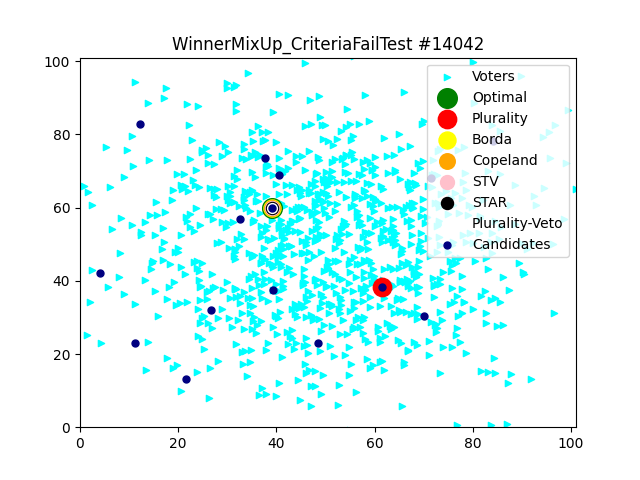 WinnerMixUp_CriteriaFailTest #14042
100
80
60
40
20
0
0
20
40
60
80
100
Voters
Optimal
Plurality
Borda
Copeland
STV
STAR
Plurality-Veto
Candidates